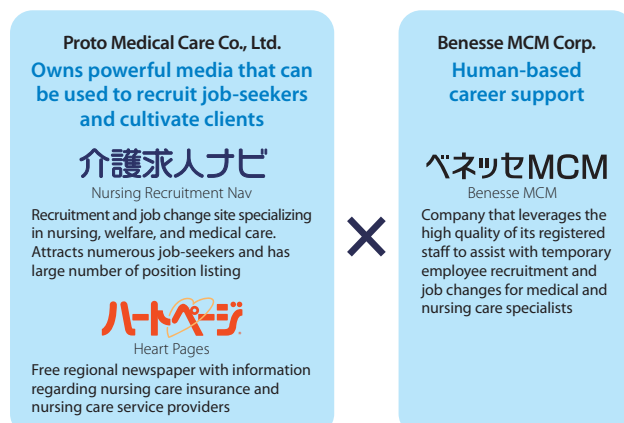 Proto Medical Care Co., Ltd.
Owns powerful media that can
be used to recruit job-seekers
and cultivate clients
介護求人ナビ
Nursing Recruitment Nav
Recruitment and job change site specializing
in nursing, welfare, and medical care.
Attracts numerous job-seekers and has
large number of position listing
ハートページ
Heart Pages
Free regional newspaper with information
regarding nursing care insurance and
nursing care service providers
×
Benesse MCM Corp.
Human-based
career support
ベネッセMCM
Benesse MCM
Company that leverages the
high quality of its registered
staff to assist with temporary
employee recruitment and
job changes for medical and
nursing care specialists